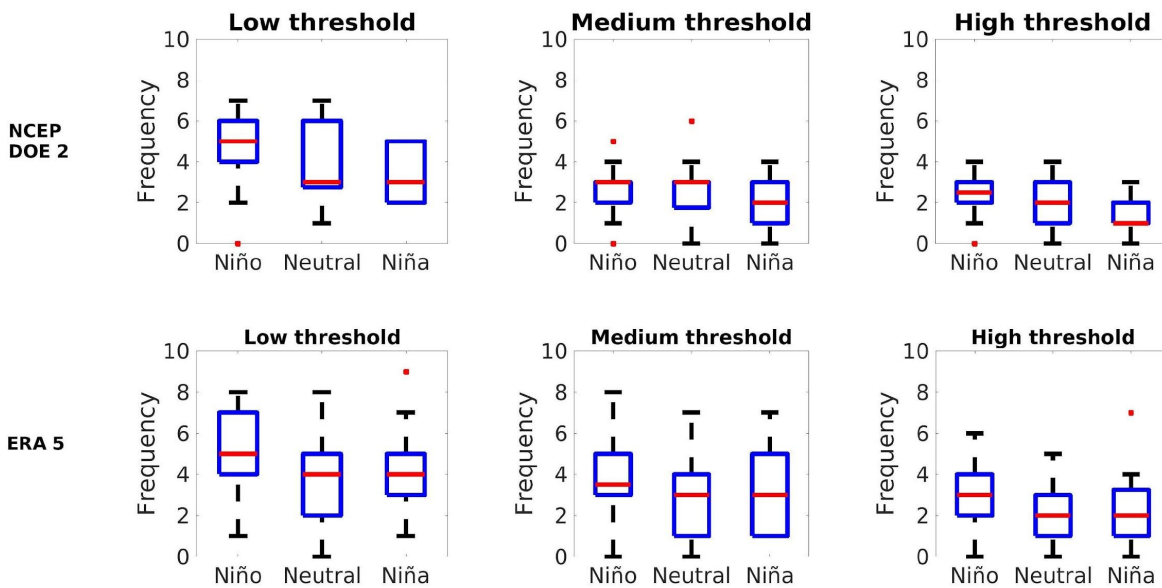 Low threshold
Medium threshold
High threshold
NCEP
DOE 2
Frequency
10
8
6
4
2
0
Niño
Neutral
Niña
Frequency
10
8
6
4
2
0
Niño
Neutral
Niña
Frequency
10
8
6
4
2
0
Niño
Neutral
Niña
Low threshold
Medium threshold
High threshold
ERA 5
Frequency
10
8
6
4
2
0
Niño
Neutral
Niña
Frequency
10
8
6
4
2
0
Niño
Neutral
Niña
Frequency
10
8
6
4
2
0
Niño
Neutral
Niña